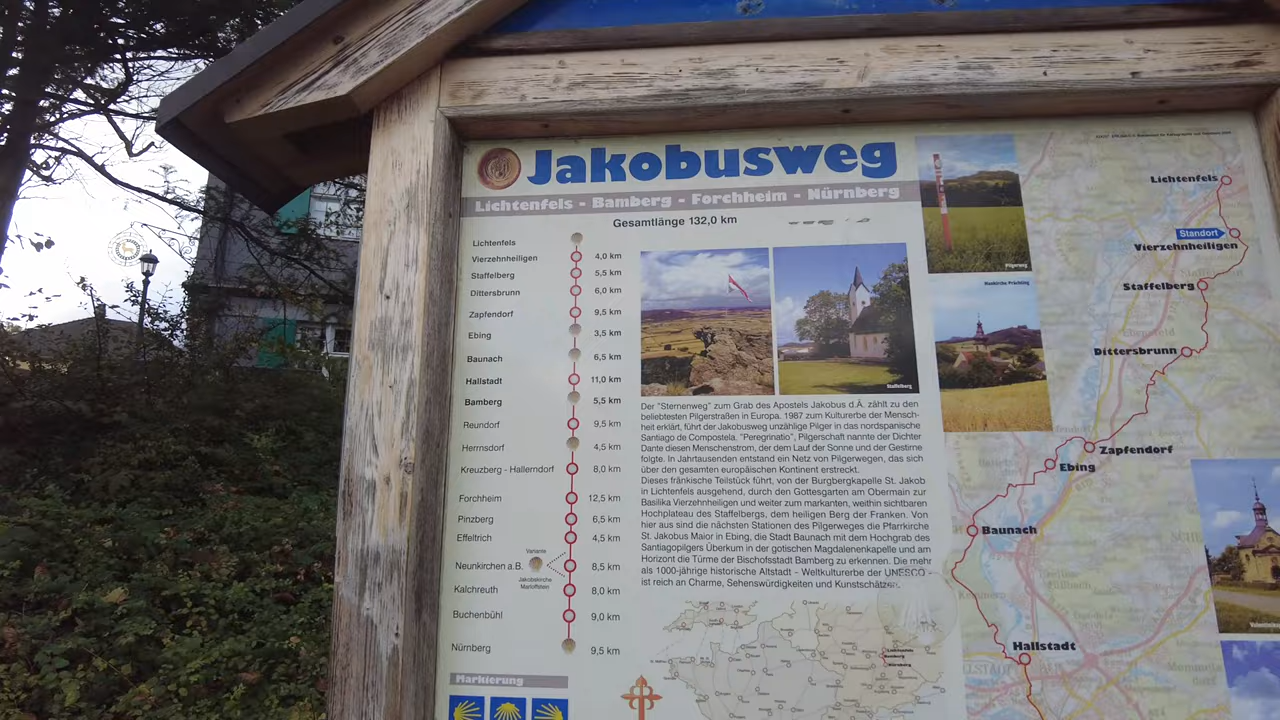 Jakobusweg
Lichtenfels - Bamberg - Forchheim - Nürnberg
Gesamtlänge 132,0 km
Lichtenfels
Vierzehnheiligen 4,0 km
Staffelberg 5,5 km
Dittersbrunn 6,0 km
Zapfendorf 9,5 km
Ebing 3,5 km
Baunach 6,5 km
Hallstadt 11,0 km
Bamberg 5,5 km
Reundorf 9,5 km
Herrnsdorf 4,5 km
Kreuzberg - Hallerndorf 8,0 km
Forchheim 12,5 km
Pinzberg 6,5 km
Effeltrich 4,5 km
Variante
Neunkirchen a.B. 8,5 km
Jakobskirche
Marloffstein
Kalchreuth 8,0 km
Buchenbühl 9,0 km
Nürnberg 9,5 km
Markierung
Staffelberg
Der "Sternenweg" zum Grab des Apostels Jakobus d.Ä. zählt zu den
beliebtesten Pilgerstraßen in Europa. 1987 zum Kulturerbe der Mensch-
heit erklärt, führt der Jakobusweg unzählige Pilger in das nordspanische
Santiago de Compostela. "Peregrinatio", Pilgerschaft nannte der Dichter
Dante diesen Menschenstrom, der dem Lauf der Sonne und der Gestirne
folgte. In Jahrtausenden entstand ein Netz von Pilgerwegen, das sich
über den gesamten europäischen Kontinent erstreckt.
Dieses fränkische Teilstück führt, von der Burgbergkapelle St. Jakob
in Lichtenfels ausgehend, durch den Gottesgarten am Obermain zur
Basilika Vierzehnheiligen und weiter zum markanten, weithin sichtbaren
Hochplateau des Staffelbergs, dem heiligen Berg der Franken. Von
hier aus sind die nächsten Stationen des Pilgerweges die Pfarrkirche
St. Jakobus Maior in Ebing, die Stadt Baunach mit dem Hochgrab des
Santiagopilgers Überkum in der gotischen Magdalenenkapelle und am
Horizont die Türme der Bischofsstadt Bamberg zu erkennen. Die mehr
als 1000-jährige historische Altstadt - Weltkulturerbe der UNESCO -
ist reich an Charme, Sehenswürdigkeiten und Kunstschätzen.
Lichtenfels
Bamberg
Nürnberg
Pilgerweg
Lichtenfels
Standort
Vierzehnheiligen
Staffelberg
Dittersbrunn
Zapfendorf
Ebing
Baunach
Hallstadt